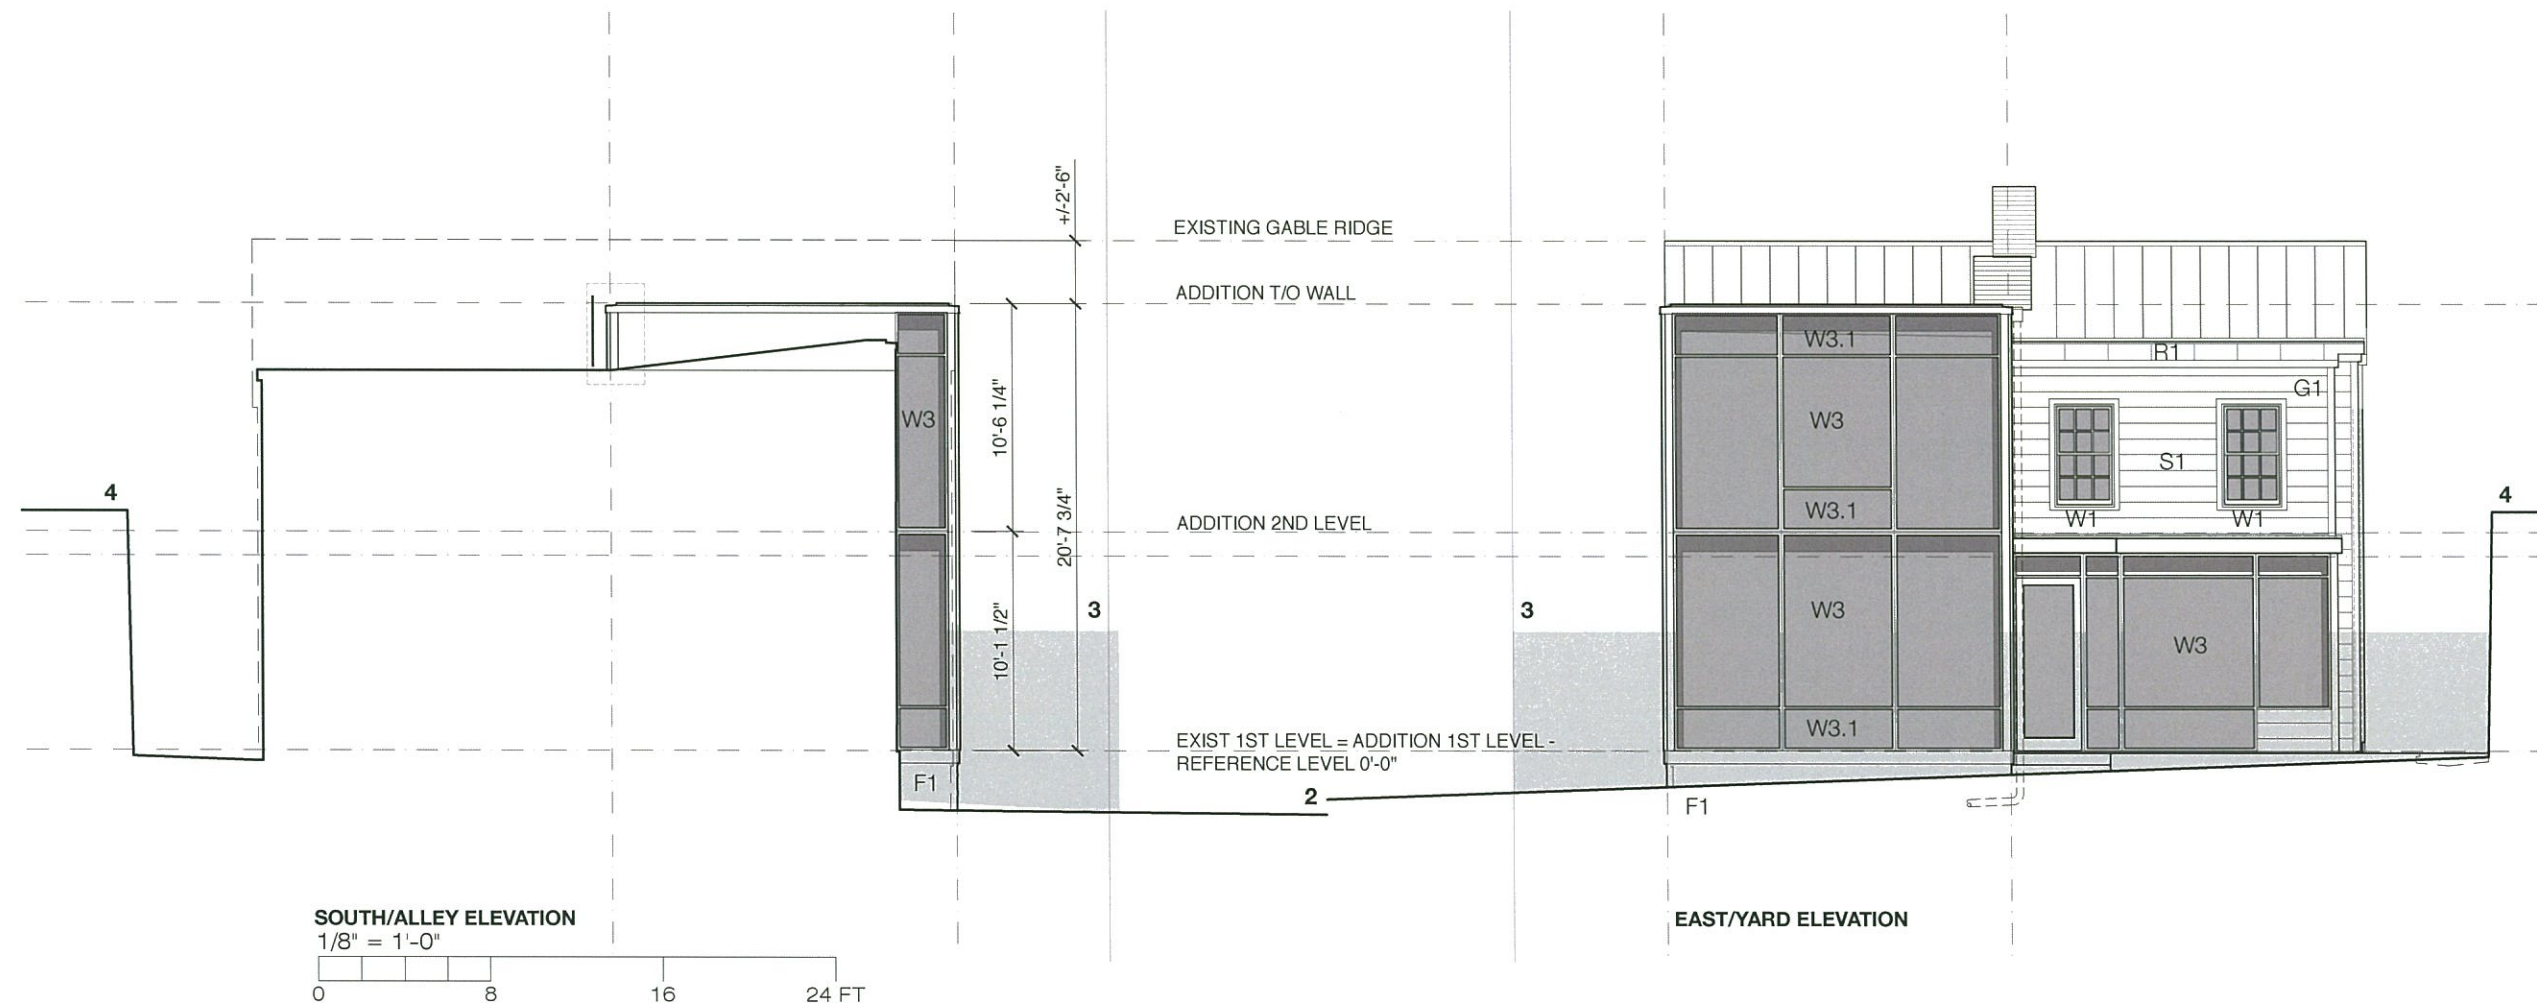 +/-2'-6"
EXISTING GABLE RIDGE
ADDITION T/O WALL
W3.1
R1
G1
10'-6 1/4"
W3
W3
S1
4
4
20'-7 3/4"
ADDITION 2ND LEVEL
W3.1
W1
W1
10'-1 1/2"
3
3
W3
W3
EXIST 1ST LEVEL = ADDITION 1ST LEVEL -
REFERENCE LEVEL 0'-0"
W3.1
F1
2
F1
SOUTH/ALLEY ELEVATION
1/8" = 1'-0"
0 8 16 24 FT
EAST/YARD ELEVATION